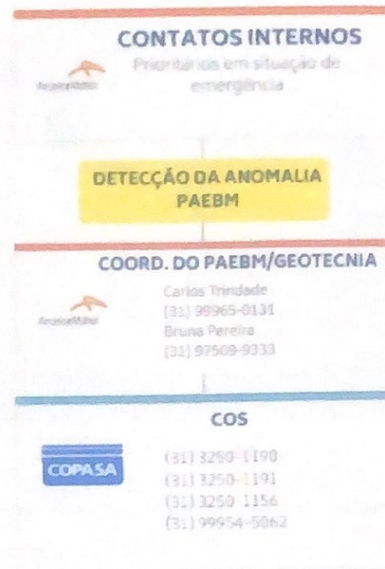 CONTATOS INTERNOS
Prioritários em situação de
emergência
ArcelorMittal
DETECÇÃO DA ANOMALIA
PAEBM
COORD. DO PAEBM/GEOTECNIA
Carlos Trindade
(31) 99965-0131
Bruna Pereira
(31) 97509-9333
ArcelorMittal
COS
COPASA
(31) 3250-1190
(31) 3250-1191
(31) 3250 1156
(31) 99954-5062